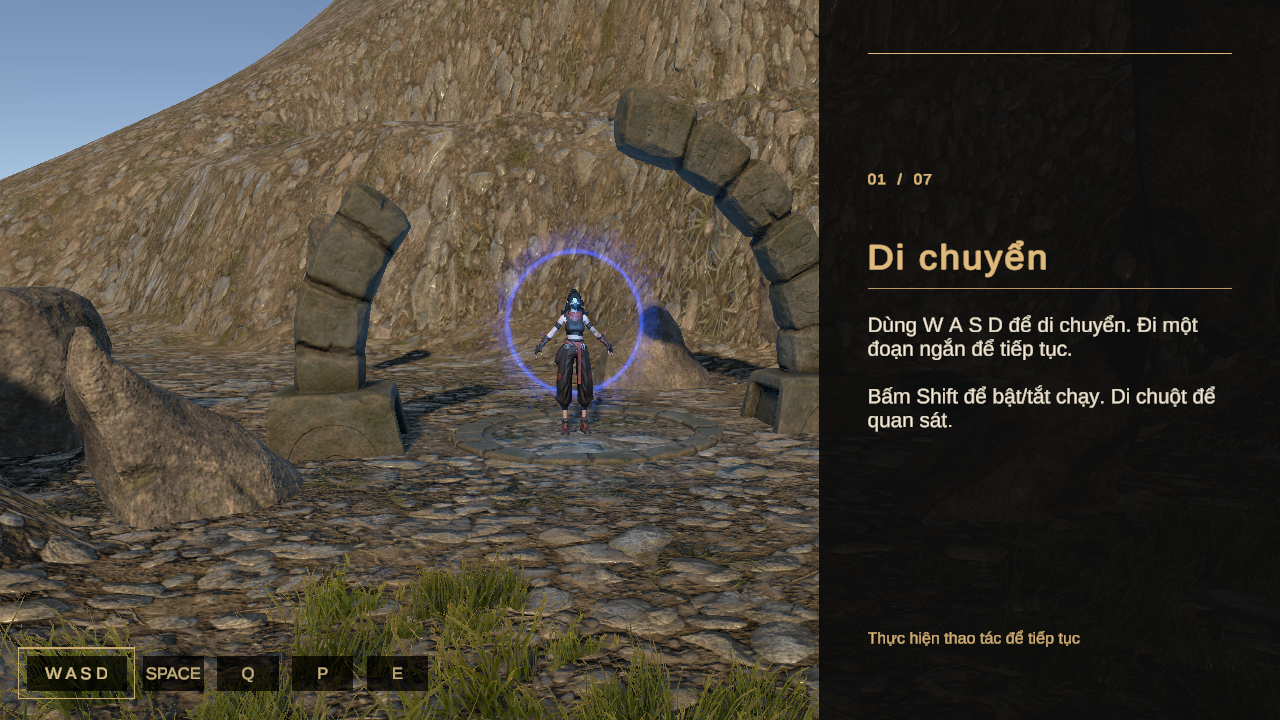 01 / 07
Di chuyển
Dùng W A S D để di chuyển. Đi một
đoạn ngắn để tiếp tục.
Bấm Shift để bật/tắt chạy. Di chuột để
quan sát.
Thực hiện thao tác để tiếp tục
WASD SPACE Q P E